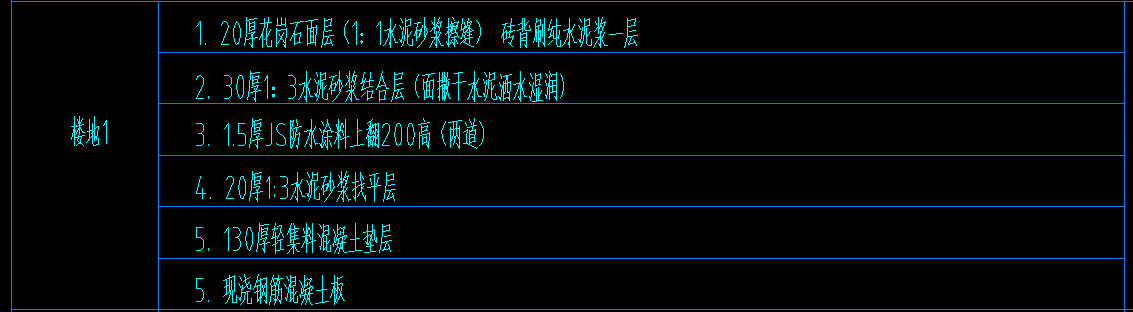 1. 20厚花岗石面层(1：1水泥砂浆擦缝) 砖背刷纯水泥浆一层
2. 30厚1：3水泥砂浆结合层(面撒干水泥洒水湿润)
楼地1
3. 1.5厚JS防水涂料上翻200高(两道)
4. 20厚1:3水泥砂浆找平层
5. 130厚轻集料混凝土垫层
5. 现浇钢筋混凝土板